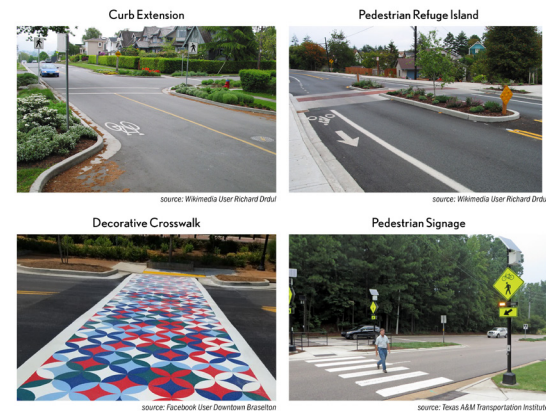 Curb Extension
Pedestrian Refuge Island
source: Wikimedia User Richard Drdul
source: Wikimedia User Richard Drdul
Decorative Crosswalk
Pedestrian Signage
source: Facebook User Downtown Braselton
source: Texas A&M Transportation Institute